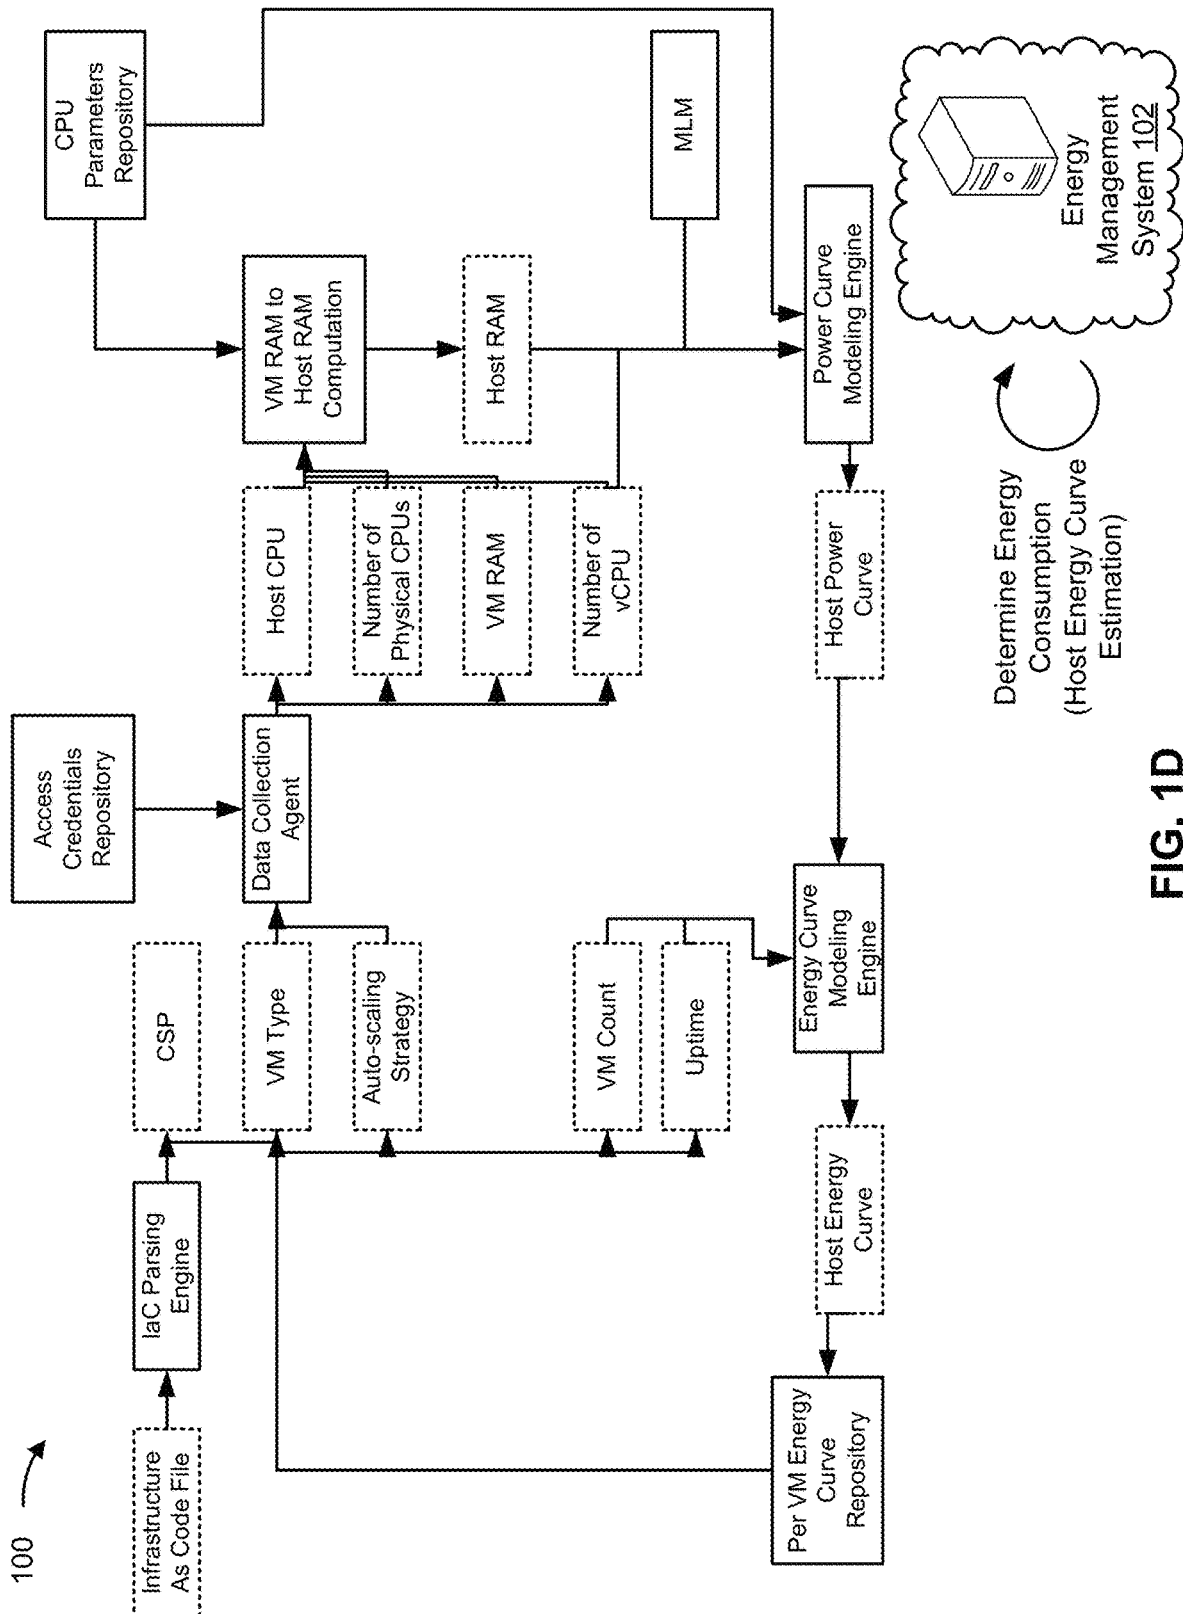 100
Infrastructure
As Code File
IaC Parsing
Engine
CSP
VM Type
Auto-scaling
Strategy
VM Count
Uptime
Access
Credentials
Repository
Data Collection
Agent
Host CPU
Number of
Physical CPUs
VM RAM
Number of
vCPU
CPU
Parameters
Repository
VM RAM to
Host RAM
Computation
Host RAM
MLM
Power Curve
Modeling Engine
Host Power
Curve
Energy Curve
Modeling
Engine
Host Energy
Curve
Per VM Energy
Curve
Repository
Determine Energy
Consumption
(Host Energy Curve
Estimation)
Energy
Management
System 102
FIG. 1D